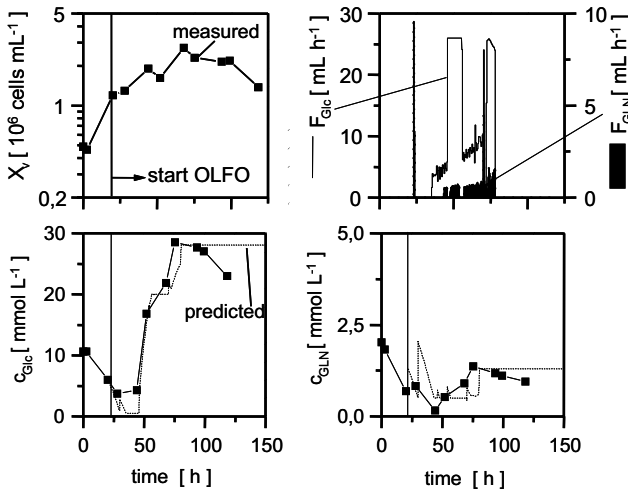 5
1
0,2
X_v [ 10⁶ cells mL⁻¹ ]
measured
start OLFO
30
20
10
0
F_Glc [ mL h⁻¹ ]
10
5
0
F_GLN [ mL h⁻¹ ]
30
20
10
0
c_Glc [ mmol L⁻¹ ]
predicted
0 50 100 150
time [ h ]
5,0
2,5
0,0
c_GLN [ mmol L⁻¹ ]
0 50 100 150
time [ h ]